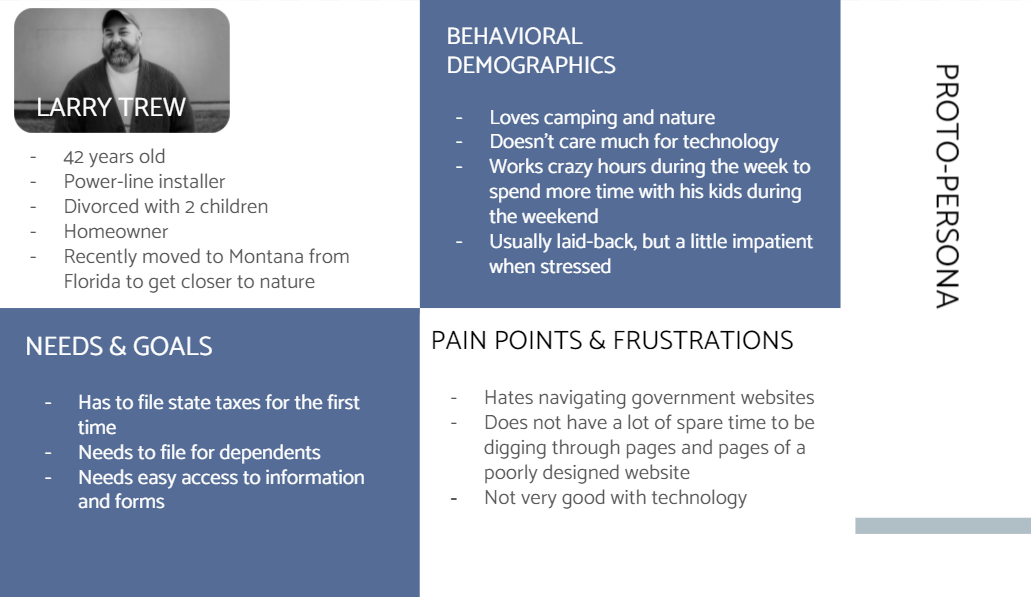 LARRY TREW
- 42 years old
- Power-line installer
- Divorced with 2 children
- Homeowner
- Recently moved to Montana from
Florida to get closer to nature
BEHAVIORAL
DEMOGRAPHICS
- Loves camping and nature
- Doesn't care much for technology
- Works crazy hours during the week to
spend more time with his kids during
the weekend
- Usually laid-back, but a little impatient
when stressed
NEEDS & GOALS
- Has to file state taxes for the first
time
- Needs to file for dependents
- Needs easy access to information
and forms
PAIN POINTS & FRUSTRATIONS
- Hates navigating government websites
- Does not have a lot of spare time to be
digging through pages and pages of a
poorly designed website
- Not very good with technology
PROTO-PERSONA